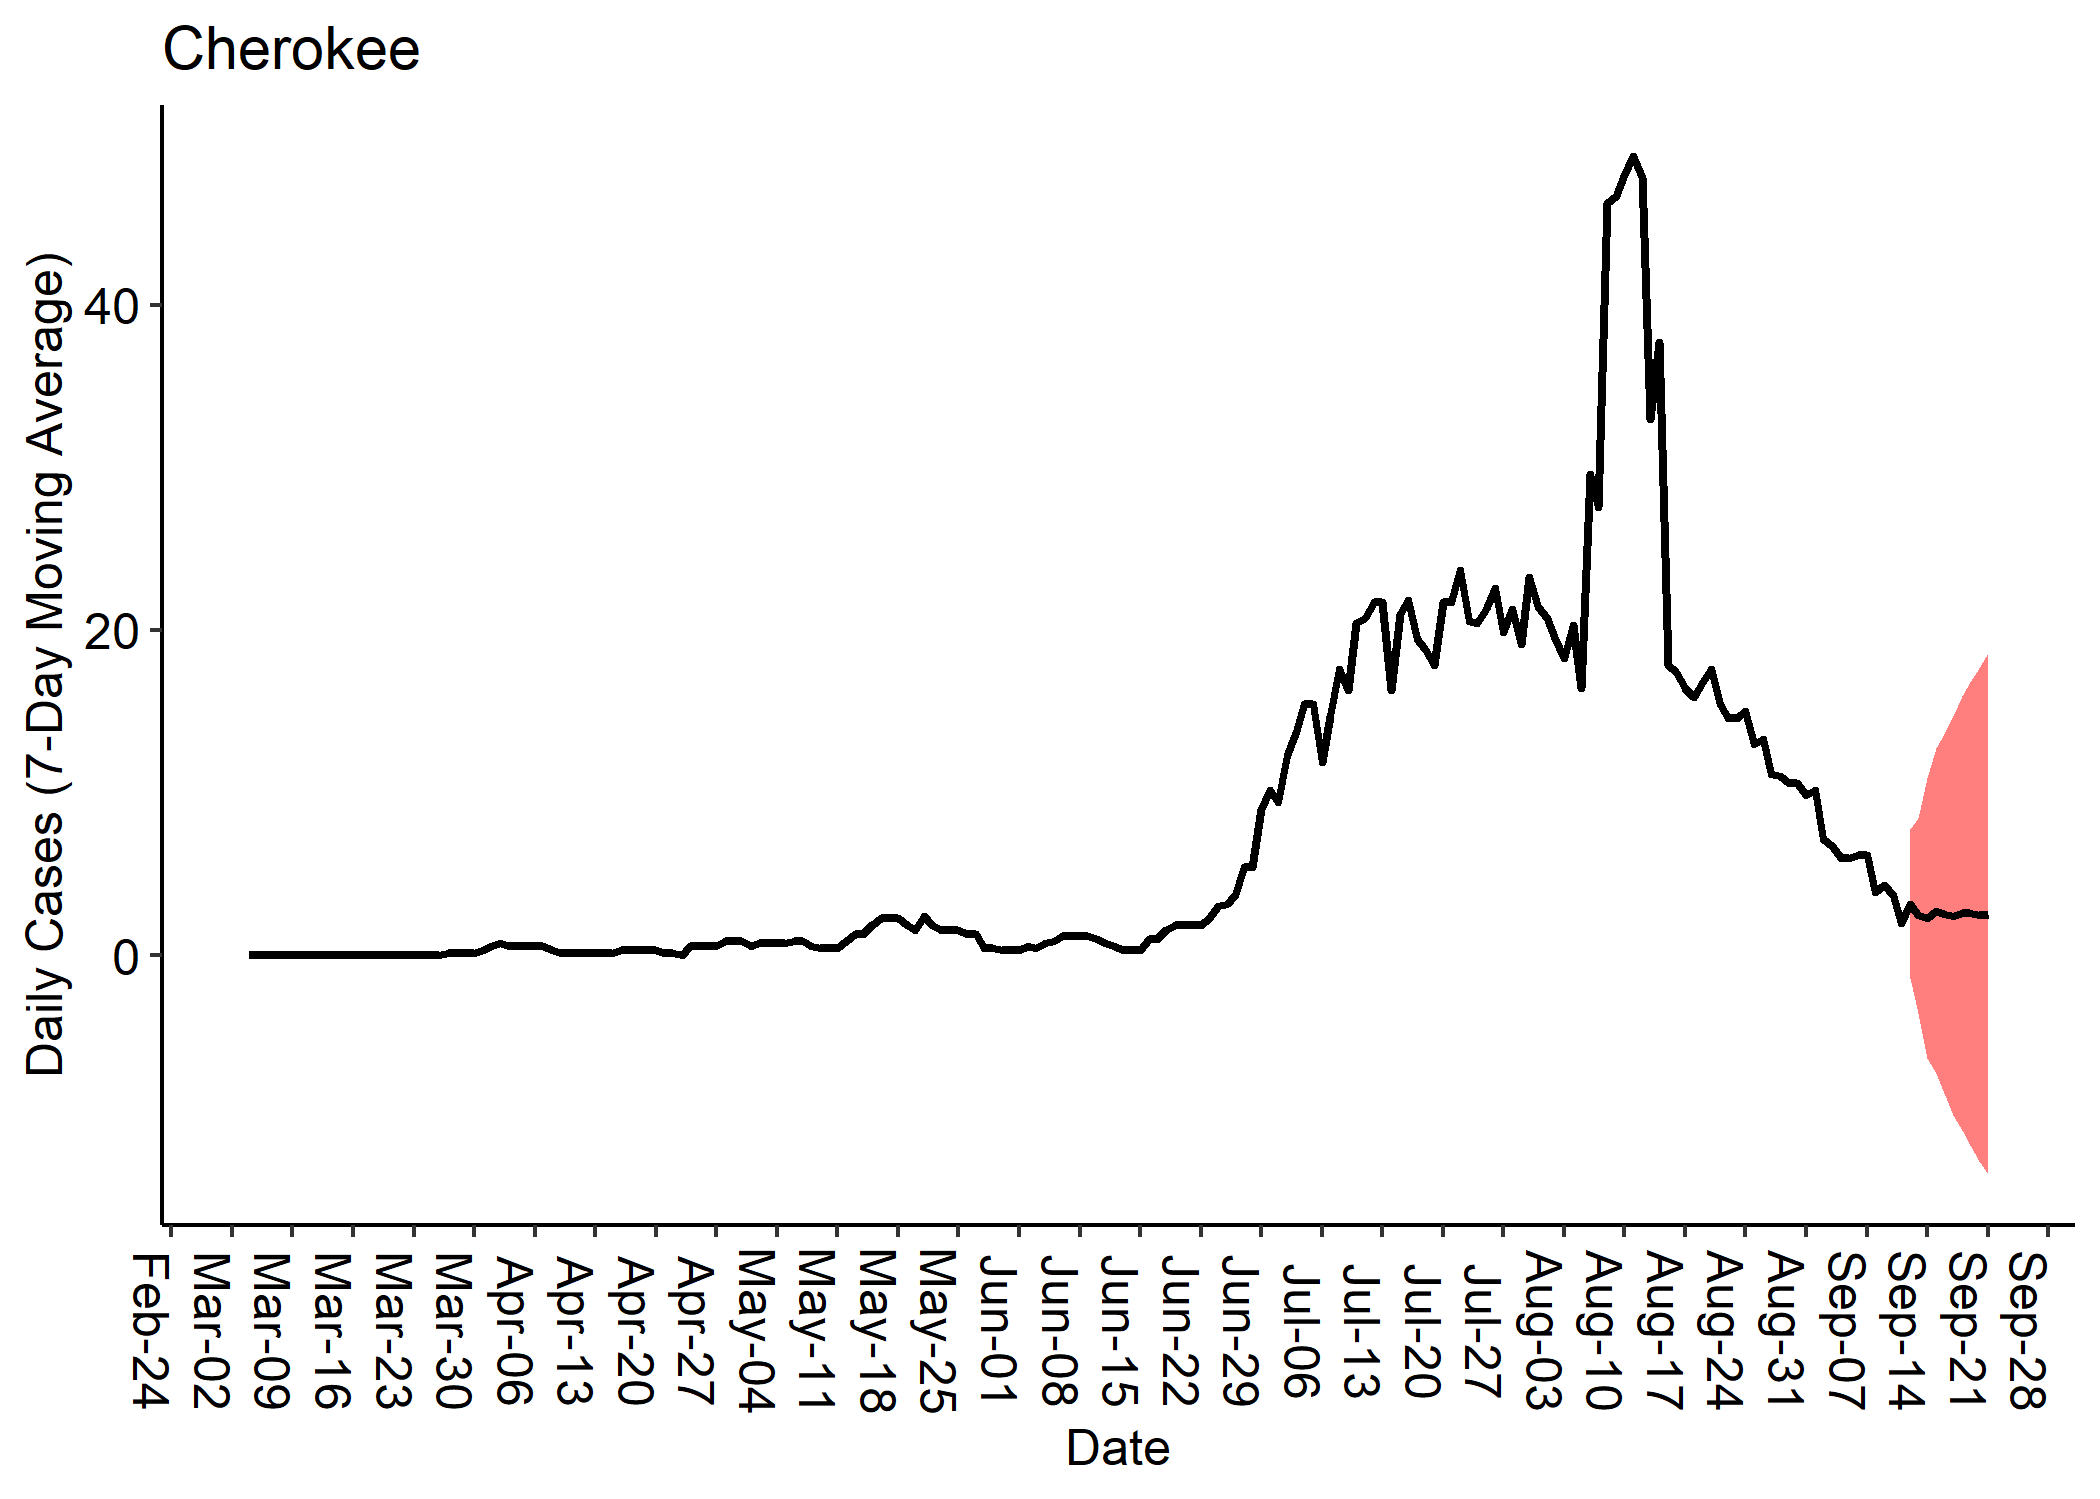 Cherokee
Daily Cases (7-Day Moving Average)
40
20
0
Feb-24
Mar-02
Mar-09
Mar-16
Mar-23
Mar-30
Apr-06
Apr-13
Apr-20
Apr-27
May-04
May-11
May-18
May-25
Jun-01
Jun-08
Jun-15
Jun-22
Jun-29
Jul-06
Jul-13
Jul-20
Jul-27
Aug-03
Aug-10
Aug-17
Aug-24
Aug-31
Sep-07
Sep-14
Sep-21
Sep-28
Date